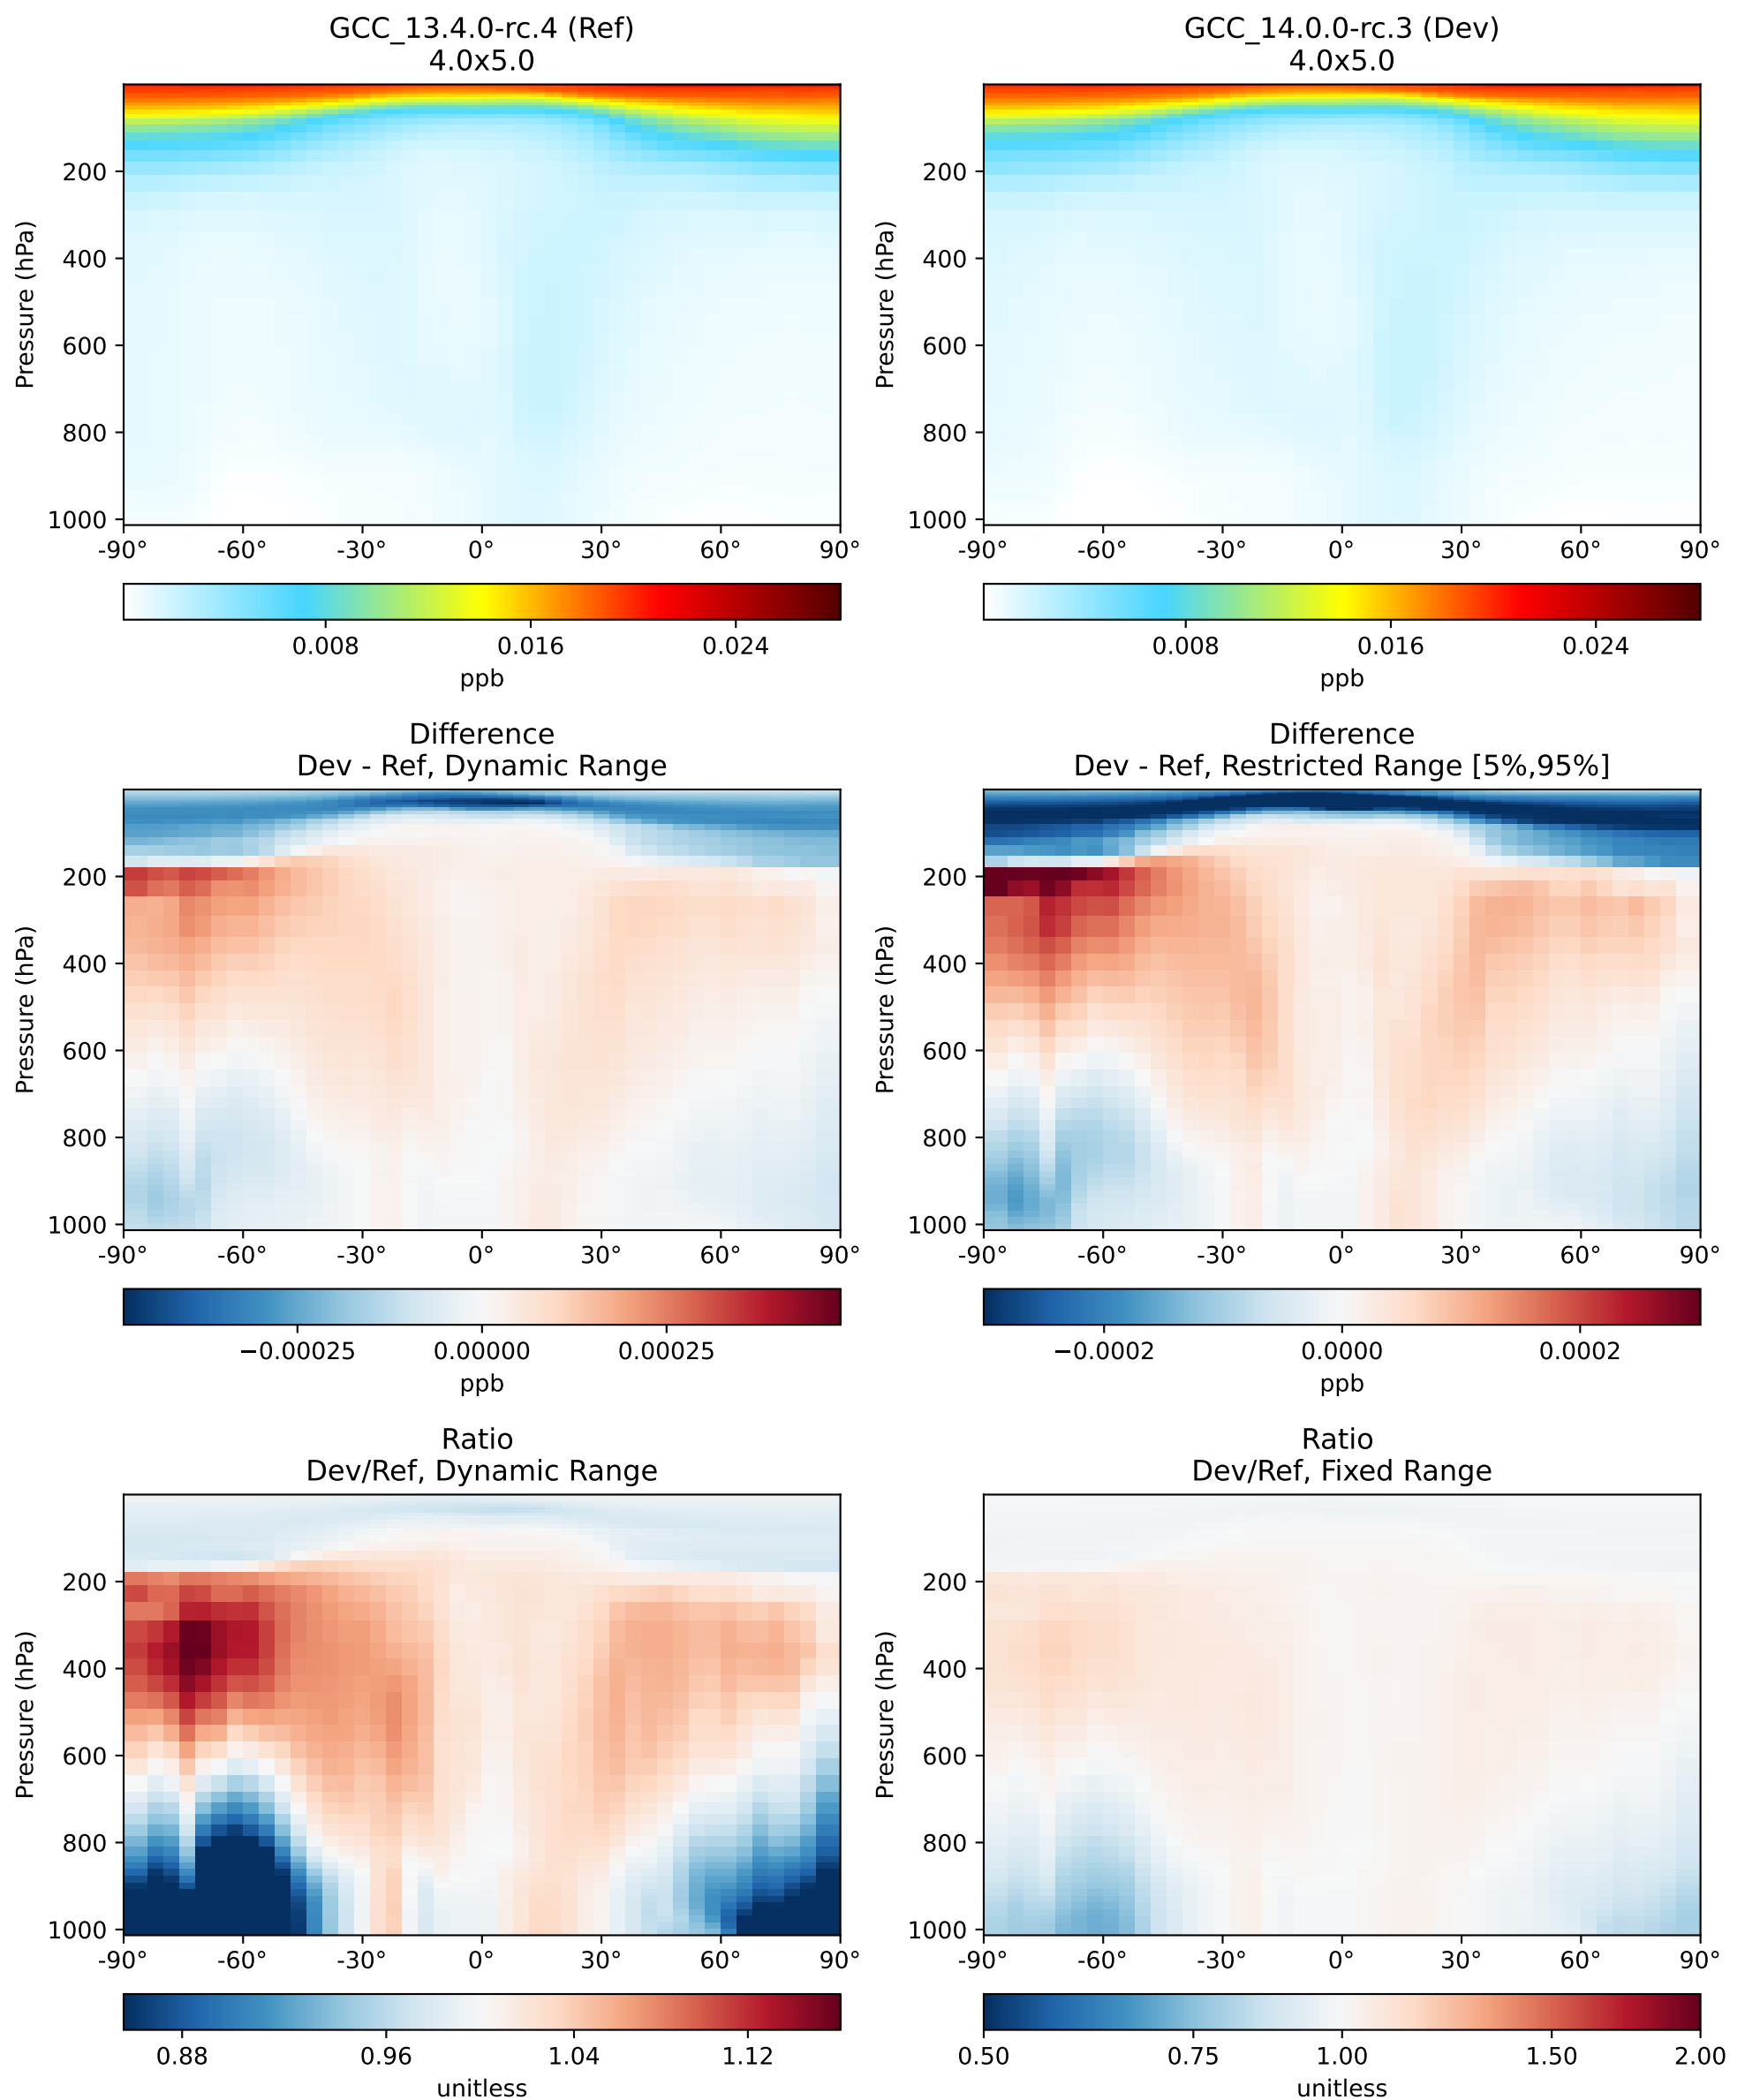 GCC_13.4.0-rc.4 (Ref)
4.0x5.0
Pressure (hPa)
200
400
600
800
1000
-90° -60° -30° 0° 30° 60° 90°
0.008 0.016 0.024
ppb
GCC_14.0.0-rc.3 (Dev)
4.0x5.0
Pressure (hPa)
200
400
600
800
1000
-90° -60° -30° 0° 30° 60° 90°
0.008 0.016 0.024
ppb
Difference
Dev - Ref, Dynamic Range
Pressure (hPa)
200
400
600
800
1000
-90° -60° -30° 0° 30° 60° 90°
−0.00025 0.00000 0.00025
ppb
Difference
Dev - Ref, Restricted Range [5%,95%]
Pressure (hPa)
200
400
600
800
1000
-90° -60° -30° 0° 30° 60° 90°
−0.0002 0.0000 0.0002
ppb
Ratio
Dev/Ref, Dynamic Range
Pressure (hPa)
200
400
600
800
1000
-90° -60° -30° 0° 30° 60° 90°
0.88 0.96 1.04 1.12
unitless
Ratio
Dev/Ref, Fixed Range
Pressure (hPa)
200
400
600
800
1000
-90° -60° -30° 0° 30° 60° 90°
0.50 0.75 1.00 1.50 2.00
unitless